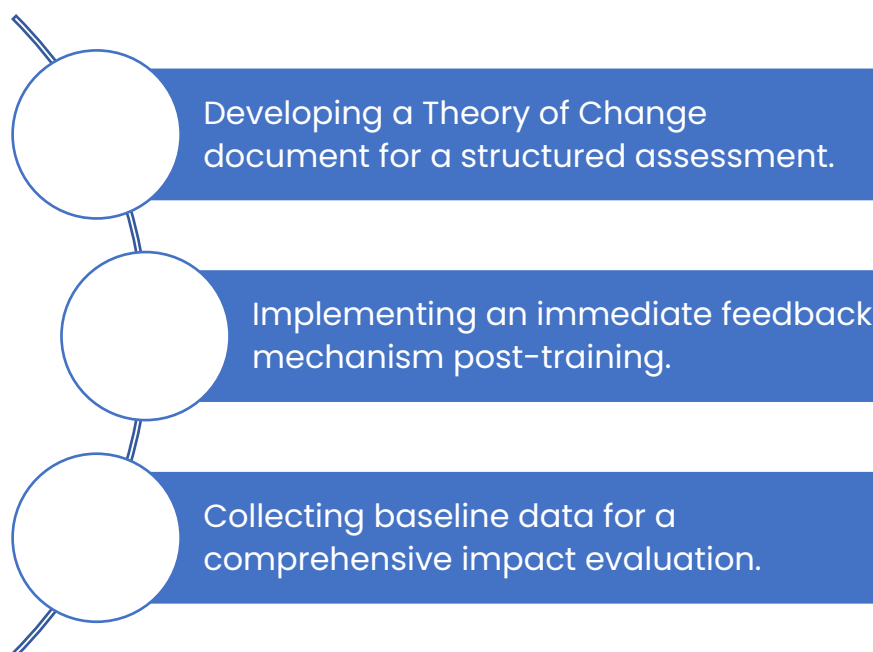 Developing a Theory of Change
document for a structured assessment.
Implementing an immediate feedback
mechanism post-training.
Collecting baseline data for a
comprehensive impact evaluation.